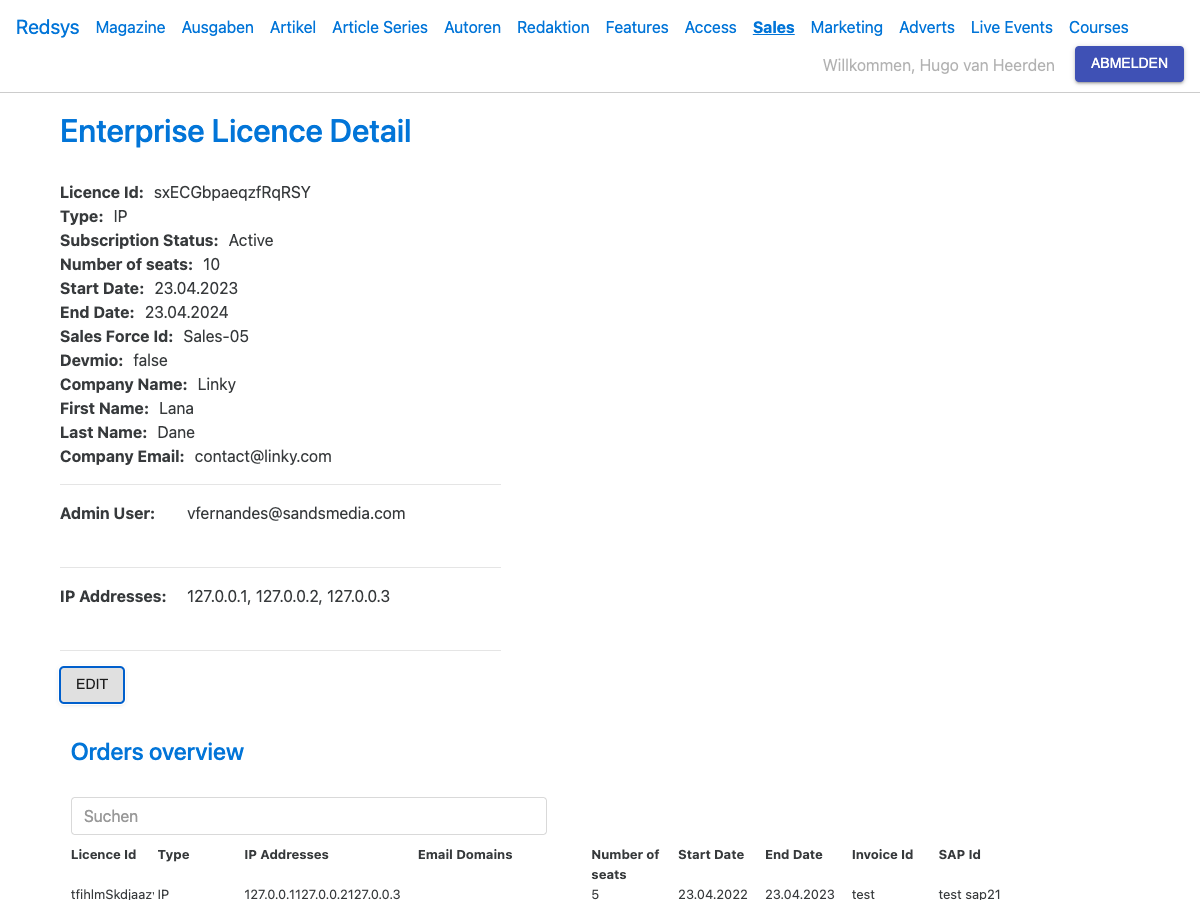 Redsys Magazine Ausgaben Artikel Article Series Autoren Redaktion Features Access Sales Marketing Adverts Live Events Courses
Willkommen, Hugo van Heerden ABMELDEN
Enterprise Licence Detail
Licence Id: sxECGbpaeqzfRqRSY
Type: IP
Subscription Status: Active
Number of seats: 10
Start Date: 23.04.2023
End Date: 23.04.2024
Sales Force Id: Sales-05
Devmio: false
Company Name: Linky
First Name: Lana
Last Name: Dane
Company Email: contact@linky.com
Admin User: vfernandes@sandsmedia.com
IP Addresses: 127.0.0.1, 127.0.0.2, 127.0.0.3
EDIT
Orders overview
Suchen
Licence Id Type IP Addresses Email Domains Number of seats Start Date End Date Invoice Id SAP Id
IP 127.0.0.1127.0.0.2127.0.0.3 5 23.04.2022 23.04.2023 test test sap21